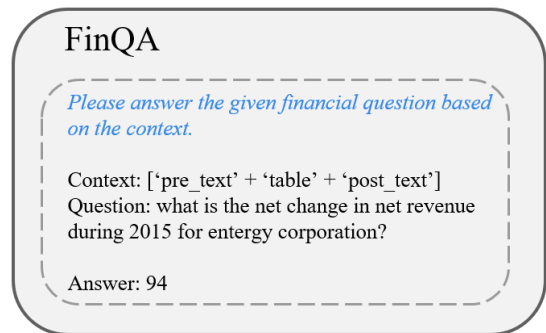 FinQA
Please answer the given financial question based
on the context.
Context: [‘pre_text’ + ‘table’ + ‘post_text’]
Question: what is the net change in net revenue
during 2015 for entergy corporation?
Answer: 94